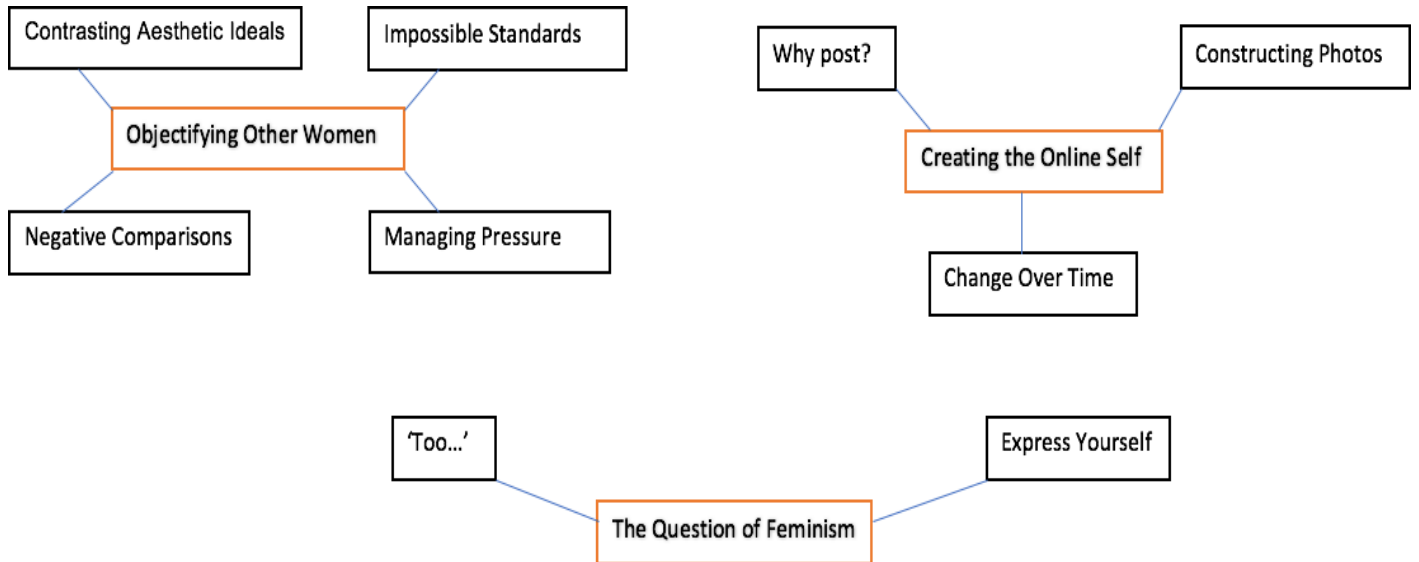 Contrasting Aesthetic Ideals
Impossible Standards
Objectifying Other Women
Negative Comparisons
Managing Pressure
Why post?
Constructing Photos
Creating the Online Self
Change Over Time
‘Too…’
Express Yourself
The Question of Feminism